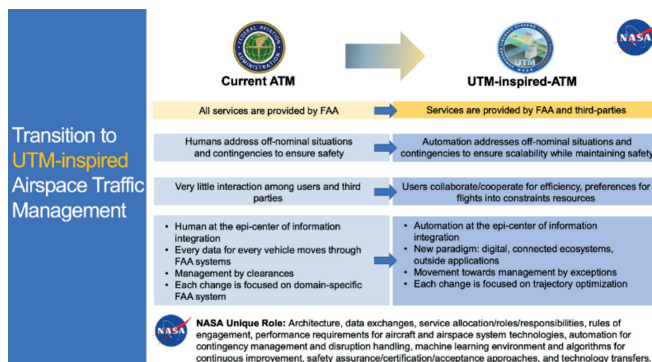 Transition to
UTM-inspired
Airspace Traffic
Management
FEDERAL AVIATION
ADMINISTRATION
Current ATM
UTM
UTM-inspired-ATM
NASA
All services are provided by FAA
Services are provided by FAA and third-parties
Humans address off-nominal situations
and contingencies to ensure safety
Automation addresses off-nominal situations and
contingencies to ensure scalability while maintaining safety
Very little interaction among users and third
parties
Users collaborate/cooperate for efficiency, preferences for
flights into constraints resources
• Human at the epi-center of information
integration
• Every data for every vehicle moves through
FAA systems
• Management by clearances
• Each change is focused on domain-specific
FAA system
• Automation at the epi-center of information
integration
• New paradigm: digital, connected ecosystems,
outside applications
• Movement towards management by exceptions
• Each change is focused on trajectory optimization
NASA
NASA Unique Role: Architecture, data exchanges, service allocation/roles/responsibilities, rules of
engagement, performance requirements for aircraft and airspace system technologies, automation for
contingency management and disruption handling, machine learning environment and algorithms for
continuous improvement, safety assurance/certification/acceptance approaches, and technology transfers.